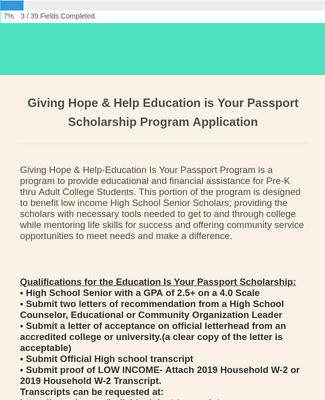 7% 3 / 39 Fields Completed.
Giving Hope & Help Education is Your Passport
Scholarship Program Application
Giving Hope & Help-Education Is Your Passport Program is a
program to provide educational and financial assistance for Pre-K
thru Adult College Students. This portion of the program is designed
to benefit low income High School Senior Scholars; providing the
scholars with necessary tools needed to get to and through college
while mentoring life skills for success and offering community service
opportunities to meet needs and make a difference.
Qualifications for the Education Is Your Passport Scholarship:
• High School Senior with a GPA of 2.5+ on a 4.0 Scale
• Submit two letters of recommendation from a High School
Counselor, Educational or Community Organization Leader
• Submit a letter of acceptance on official letterhead from an
accredited college or university.(a clear copy of the letter is
acceptable)
• Submit Official High school transcript
• Submit proof of LOW INCOME- Attach 2019 Household W-2 or
2019 Household W-2 Transcript.
Transcripts can be requested at: